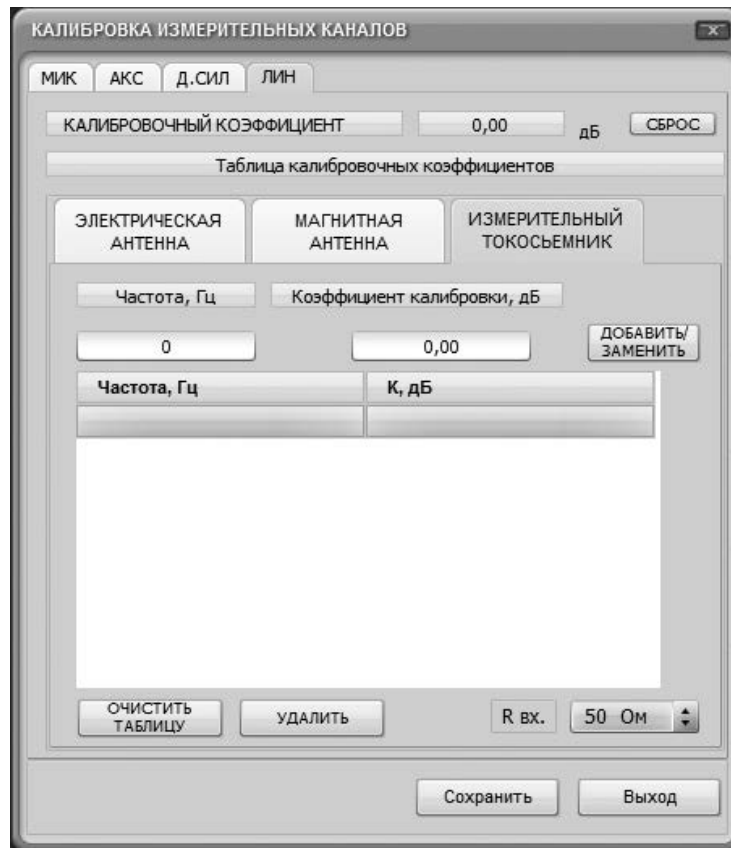 КАЛИБРОВКА ИЗМЕРИТЕЛЬНЫХ КАНАЛОВ
МИК АКС Д.СИЛ ЛИН
КАЛИБРОВОЧНЫЙ КОЭФФИЦИЕНТ 0,00 дБ СБРОС
Таблица калибровочных коэффициентов
ЭЛЕКТРИЧЕСКАЯ
АНТЕННА
МАГНИТНАЯ
АНТЕННА
ИЗМЕРИТЕЛЬНЫЙ
ТОКОСЬЕМНИК
Частота, Гц Коэффициент калибровки, дБ
0 0,00
ДОБАВИТЬ/
ЗАМЕНИТЬ
Частота, Гц К, дБ
ОЧИСТИТЬ
ТАБЛИЦУ
УДАЛИТЬ
R вх. 50 Ом
Сохранить Выход